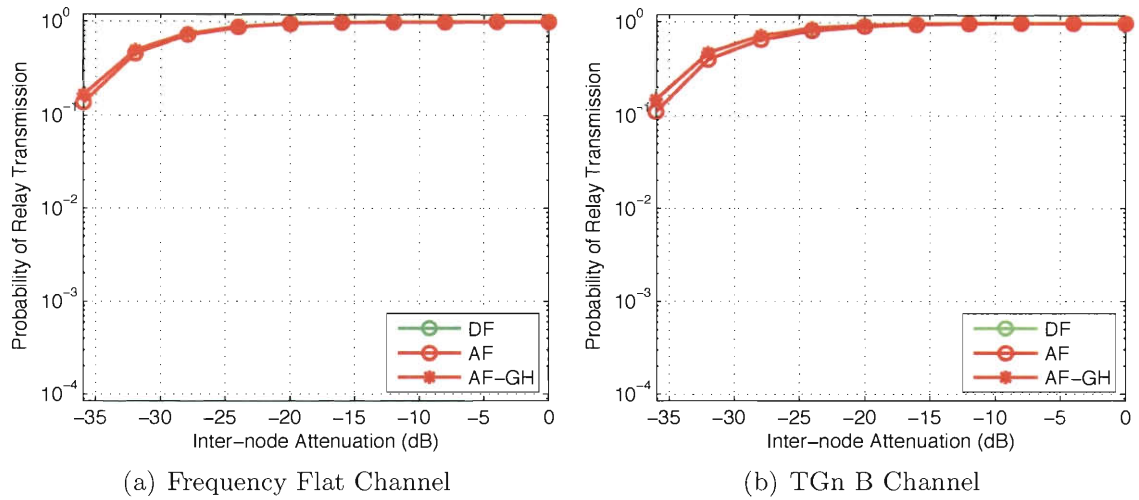 10^0
10^-1
10^-2
10^-3
10^-4
Probability of Relay Transmission
-35 -30 -25 -20 -15 -10 -5 0
Inter-node Attenuation (dB)
DF
AF
AF-GH
(a) Frequency Flat Channel
10^0
10^-1
10^-2
10^-3
10^-4
Probability of Relay Transmission
-35 -30 -25 -20 -15 -10 -5 0
Inter-node Attenuation (dB)
DF
AF
AF-GH
(b) TGn B Channel